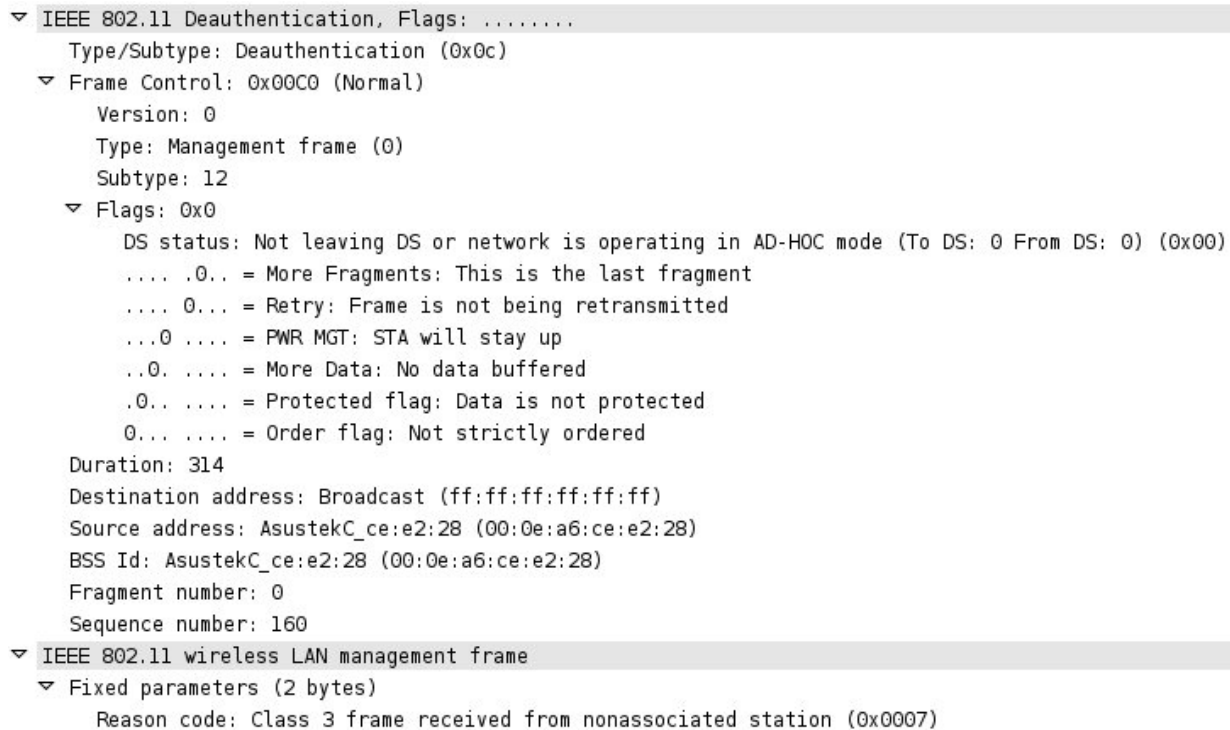 IEEE 802.11 Deauthentication, Flags: ........
Type/Subtype: Deauthentication (0x0c)
Frame Control: 0x00C0 (Normal)
Version: 0
Type: Management frame (0)
Subtype: 12
Flags: 0x0
DS status: Not leaving DS or network is operating in AD-HOC mode (To DS: 0 From DS: 0) (0x00)
.... .0.. = More Fragments: This is the last fragment
.... 0... = Retry: Frame is not being retransmitted
...0 .... = PWR MGT: STA will stay up
..0. .... = More Data: No data buffered
.0.. .... = Protected flag: Data is not protected
0... .... = Order flag: Not strictly ordered
Duration: 314
Destination address: Broadcast (ff:ff:ff:ff:ff:ff)
Source address: AsustekC_ce:e2:28 (00:0e:a6:ce:e2:28)
BSS Id: AsustekC_ce:e2:28 (00:0e:a6:ce:e2:28)
Fragment number: 0
Sequence number: 160
IEEE 802.11 wireless LAN management frame
Fixed parameters (2 bytes)
Reason code: Class 3 frame received from nonassociated station (0x0007)